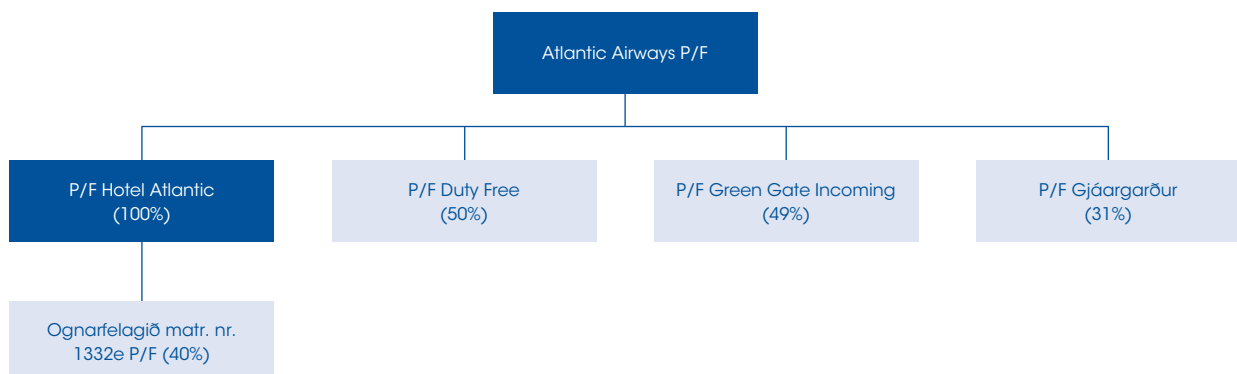 Atlantic Airways P/F
P/F Hotel Atlantic
(100%)
P/F Duty Free
(50%)
P/F Green Gate Incoming
(49%)
P/F Gjáargarður
(31%)
Ognarfelagið matr. nr.
1332e P/F (40%)